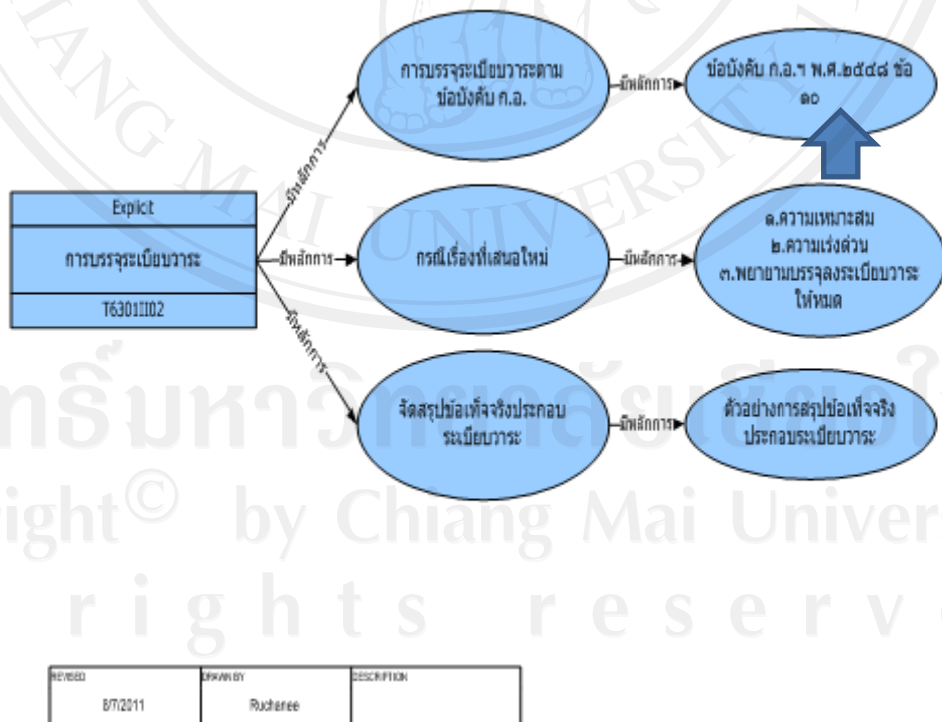 การบรรจุระเบียบวาระตาม
ข้อบังคับ ก.อ.
มีหลักการ
ข้อบังคับ ก.อ.ฯ พ.ศ.๒๕๔๘ ข้อ
๑๐
มีหลักการ
Explicit
การบรรจุระเบียบวาระ
T6301II02
มีหลักการ
กรณีเรื่องที่เสนอใหม่
มีหลักการ
๑.ความเหมาะสม
๒.ความเร่งด่วน
๓.พยายามบรรจุลงระเบียบวาระ
ให้หมด
มีหลักการ
จัดสรุปข้อเท็จจริงประกอบ
ระเบียบวาระ
มีหลักการ
ตัวอย่างการสรุปข้อเท็จจริง
ประกอบระเบียบวาระ
ANG MAI UNIVERSITY
right© by Chiang Mai Univer
rights reserv
REVISED
8/7/2011
DRAWN BY
Ruchanee
DESCRIPTION